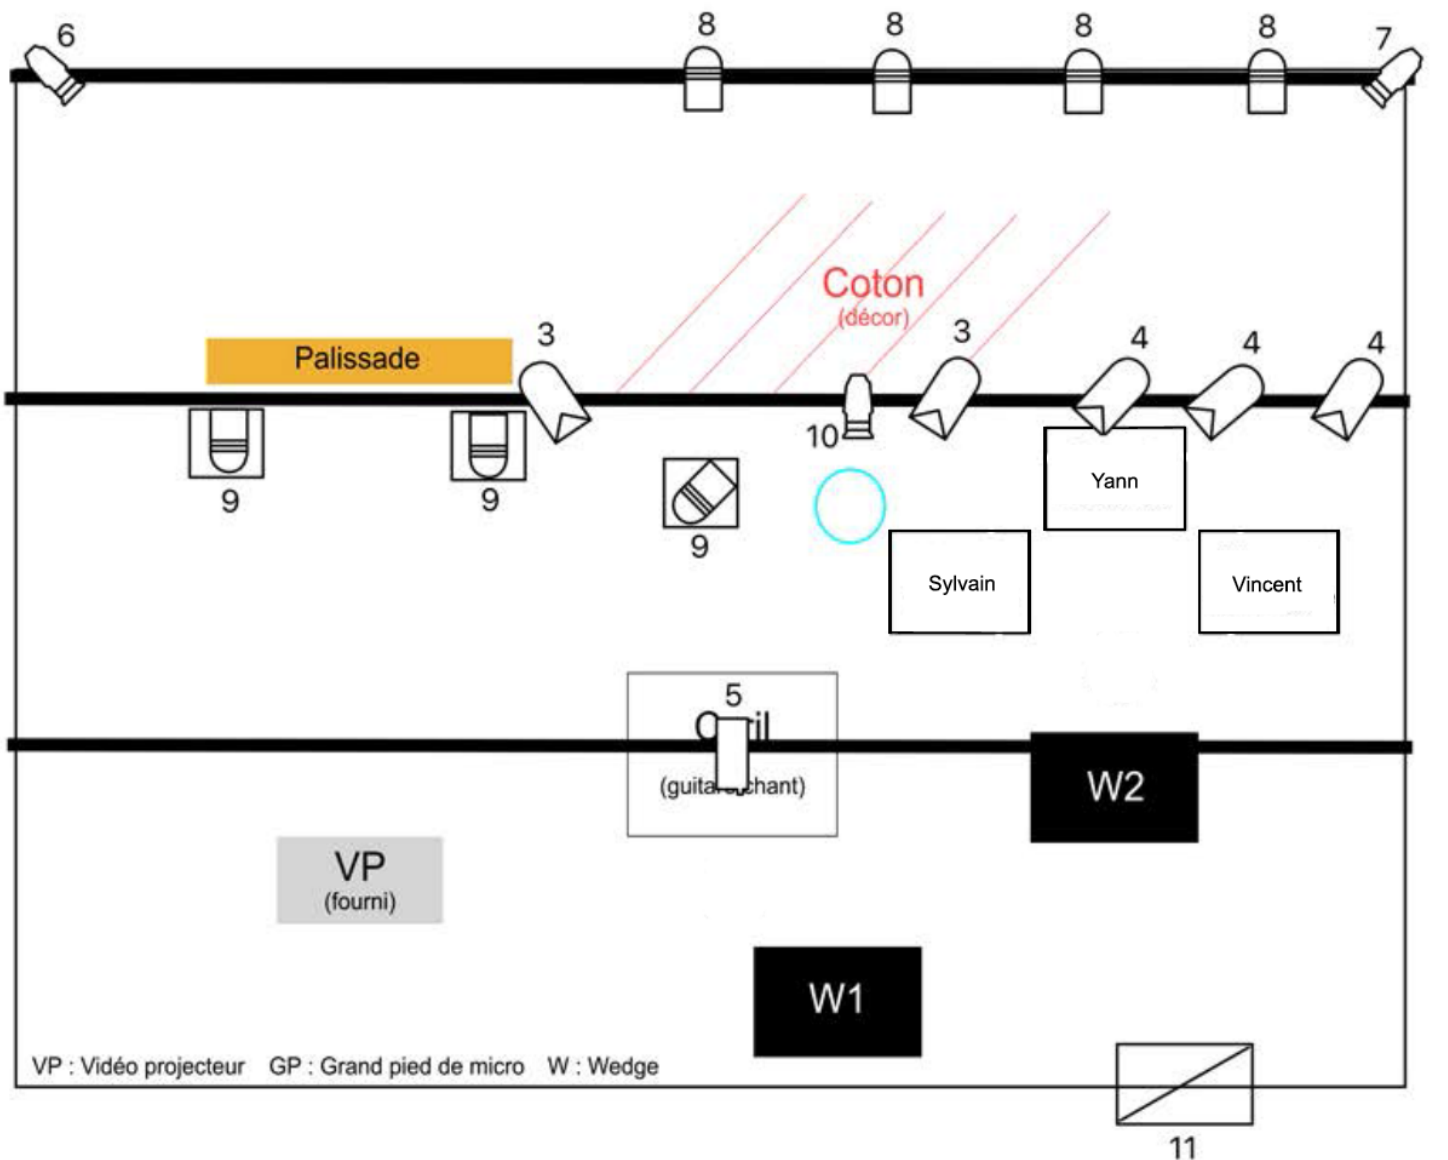 6
8
8
8
8
7
Coton
(décor)
3
3
4
4
4
Palissade
10
9
9
9
Yann
Sylvain
Vincent
5
W2
VP
(fourni)
W1
VP : Vidéo projecteur GP : Grand pied de micro W : Wedge
11